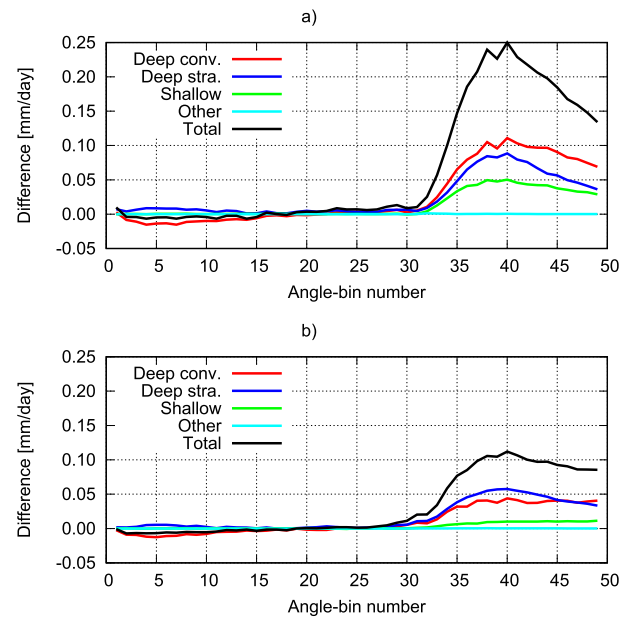 a)
0.25
0.20
0.15
0.10
0.05
0.00
-0.05
Difference [mm/day]
Deep conv.
Deep stra.
Shallow
Other
Total
0 5 10 15 20 25 30 35 40 45 50
Angle-bin number
b)
0.25
0.20
0.15
0.10
0.05
0.00
-0.05
Difference [mm/day]
Deep conv.
Deep stra.
Shallow
Other
Total
0 5 10 15 20 25 30 35 40 45 50
Angle-bin number